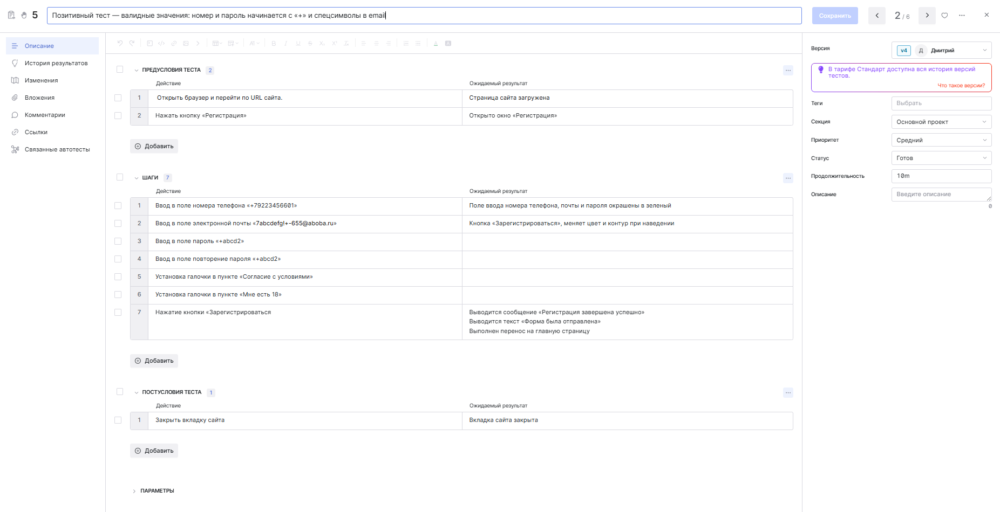 5
Позитивный тест — валидные значения: номер и пароль начинается с «+» и спецсимволы в email
Сохранить
2 / 6
Описание
История результатов
Изменения
Вложения
Комментарии
Ссылки
Связанные автотесты
ПРЕДУСЛОВИЯ ТЕСТА 2
Действие Ожидаемый результат
1 Открыть браузер и перейти по URL сайта. Страница сайта загружена
2 Нажать кнопку «Регистрация» Открыто окно «Регистрация»
Добавить
ШАГИ 7
Действие Ожидаемый результат
1 Ввод в поле номера телефона «+79223456601» Поле ввода номера телефона, почты и пароля окрашены в зеленый
2 Ввод в поле электронной почты «7abcdefg!+-655@aboba.ru» Кнопка «Зарегистрироваться», меняет цвет и контур при наведении
3 Ввод в поле пароль «+abcd2»
4 Ввод в поле повторение пароля «+abcd2»
5 Установка галочки в пункте «Согласие с условиями»
6 Установка галочки в пункте «Мне есть 18»
7 Нажатие кнопки «Зарегистрироваться Выводится сообщение «Регистрация завершена успешно»
Выводится текст «Форма была отправлена»
Выполнен перенос на главную страницу
Добавить
ПОСТУСЛОВИЯ ТЕСТА 1
Действие Ожидаемый результат
1 Закрыть вкладку сайта Вкладка сайта закрыта
Добавить
ПАРАМЕТРЫ
Версия v4 Д Дмитрий
В тарифе Стандарт доступна вся история версий
тестов.
Что такое версии?
Теги Выбрать
Секция Основной проект
Приоритет Средний
Статус Готов
Продолжительность 10m
Описание Введите описание
0